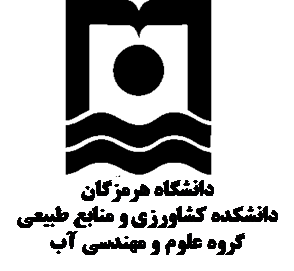 دانشگاه هرمزگان
دانشکده کشاورزی و منابع طبیعی
گروه علوم و مهندسی آب